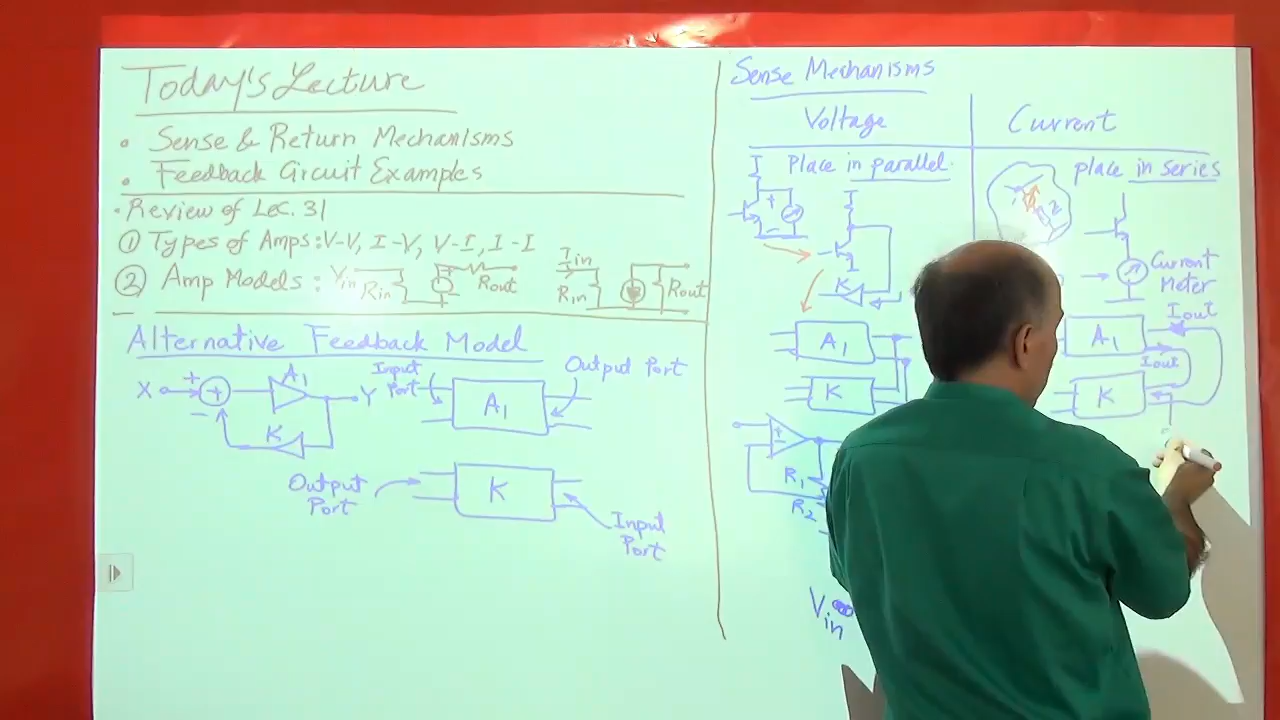 Today's Lecture
• Sense & Return Mechanisms
• Feedback Circuit Examples
• Review of Lec. 31
① Types of Amps: V-V, I-V, V-I, I-I
② Amp Models: Vin Rin Rout Iin Rin Rout
Alternative Feedback Model
X + + - A1 Y K
Input Port A1 Output Port
Output Port K Input Port
Sense Mechanisms
Voltage Current
Place in parallel.
+ -
K
A1
K
+ -
R1
R2
Vin
place in series
Current Meter
Iout
A1
Iout
K